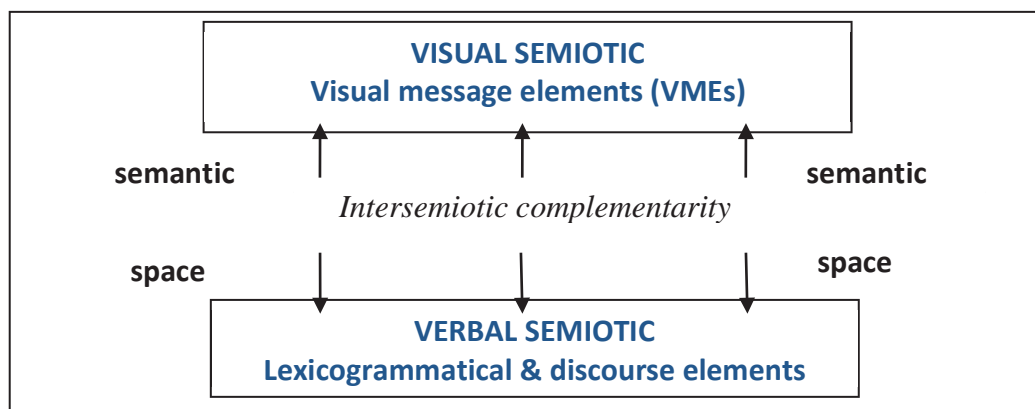 VISUAL SEMIOTIC
Visual message elements (VMEs)
semantic semantic
Intersemiotic complementarity
space space
VERBAL SEMIOTIC
Lexicogrammatical & discourse elements